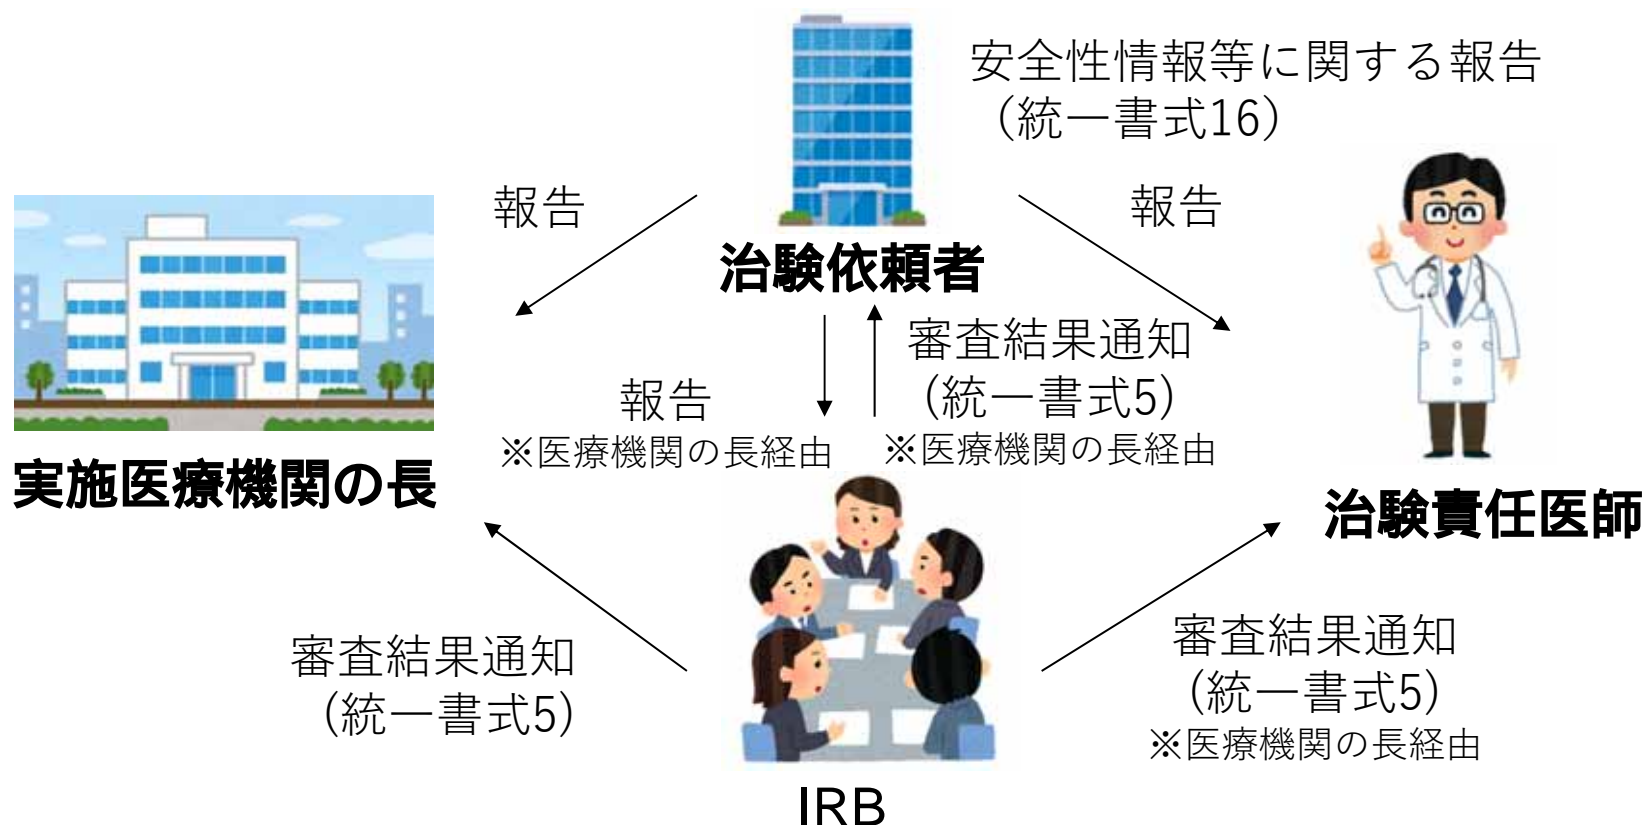 安全性情報等に関する報告
（統一書式16）
報告
報告
治験依頼者
審査結果通知
(統一書式5)
※医療機関の長経由
報告
※医療機関の長経由
実施医療機関の長
治験責任医師
審査結果通知
(統一書式5)
審査結果通知
(統一書式5)
※医療機関の長経由
IRB